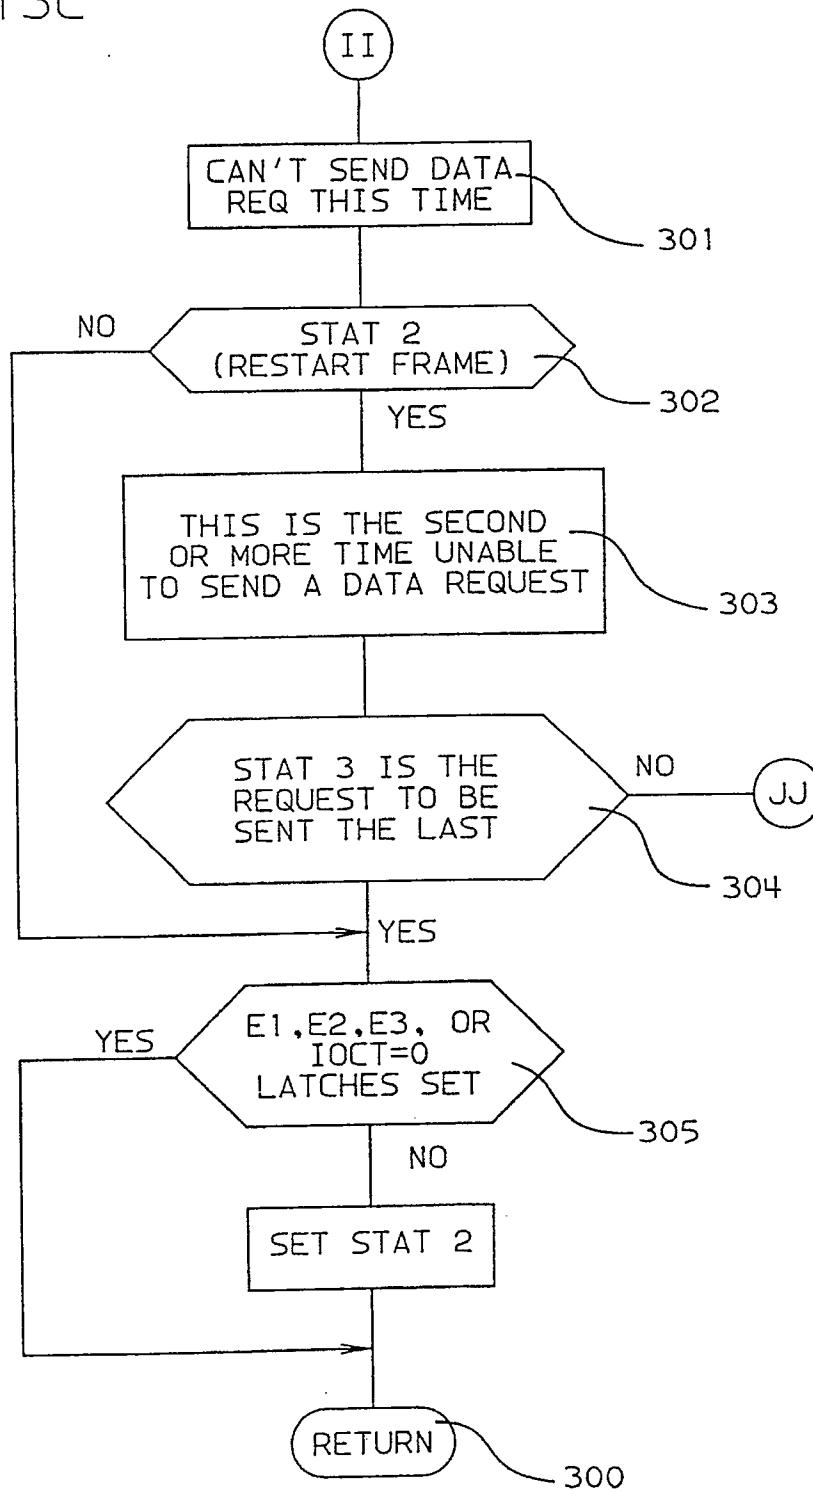 II
CAN'T SEND DATA
REQ THIS TIME
301
NO
STAT 2
(RESTART FRAME)
302
YES
THIS IS THE SECOND
OR MORE TIME UNABLE
TO SEND A DATA REQUEST
303
STAT 3 IS THE
REQUEST TO BE
SENT THE LAST
NO
JJ
304
YES
YES
E1,E2,E3, OR
IOCT=0
LATCHES SET
305
NO
SET STAT 2
RETURN
300